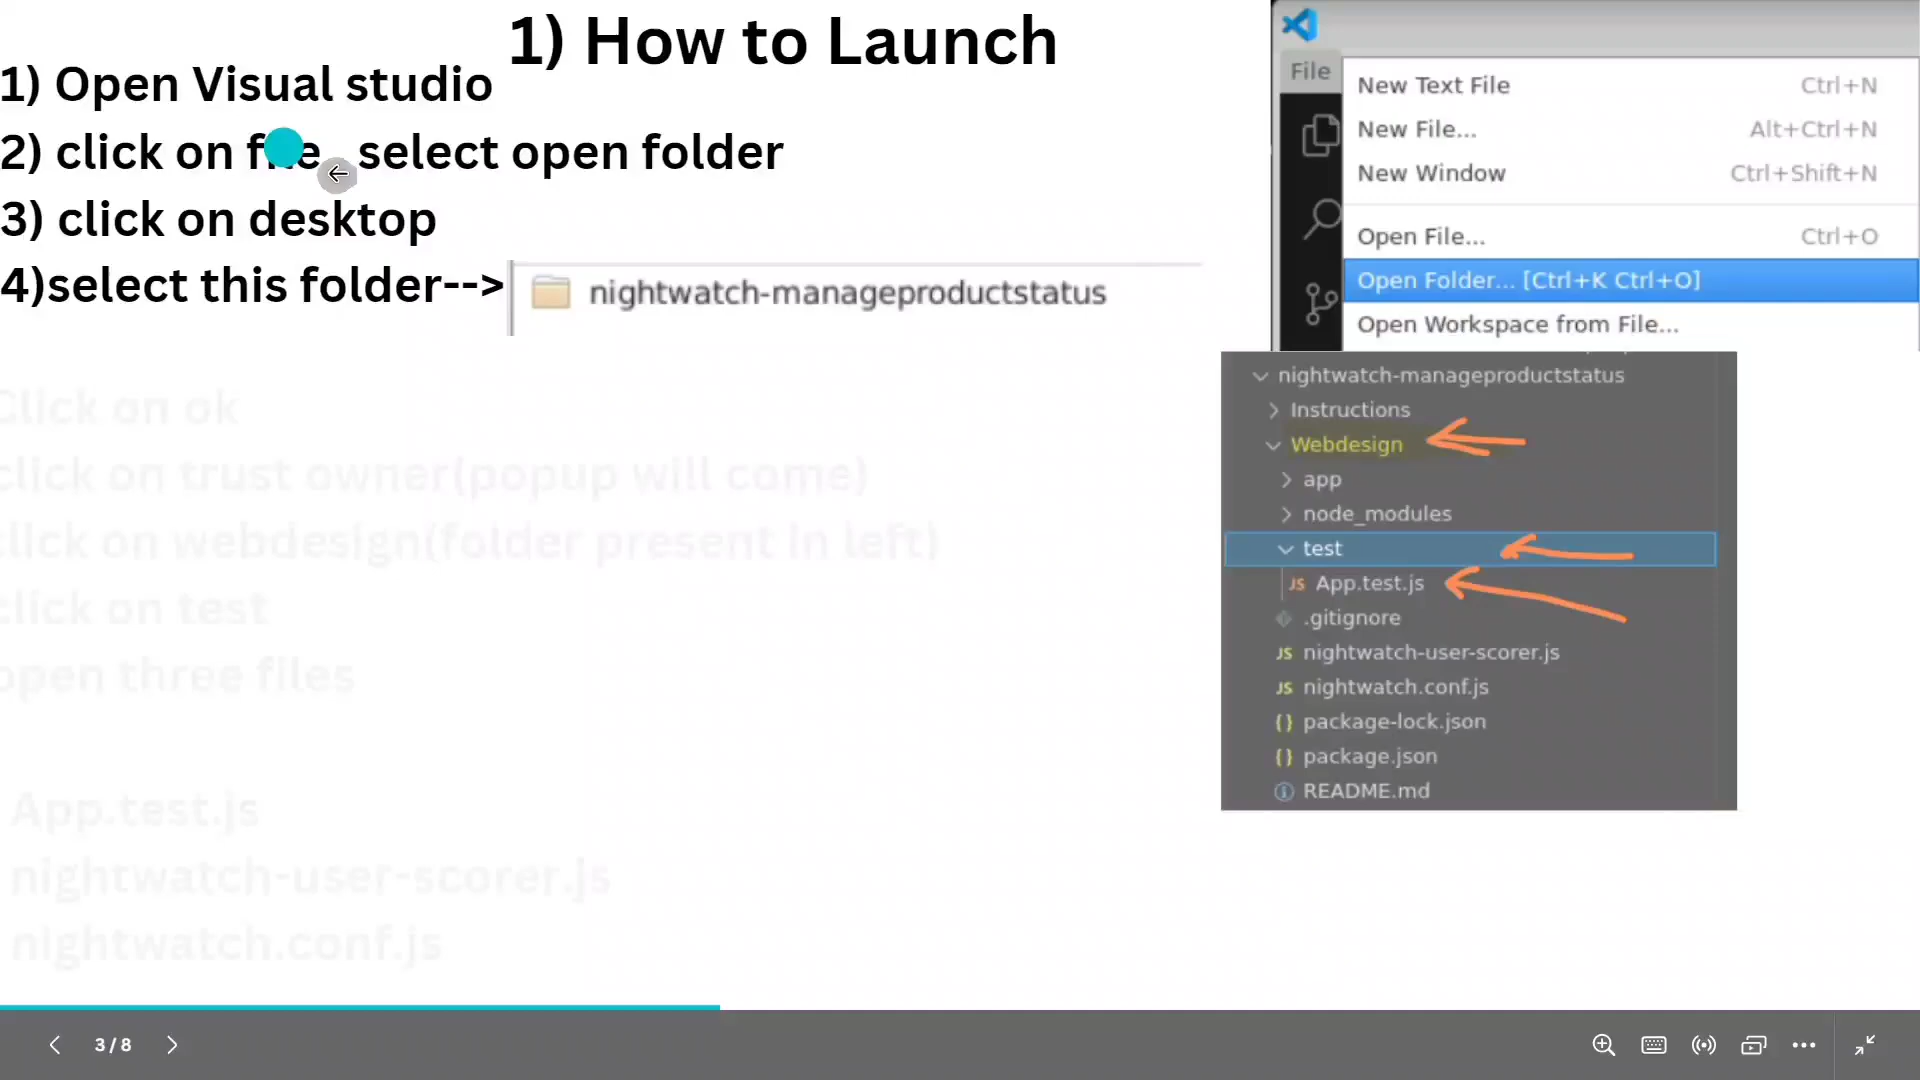 1) How to Launch
1) Open Visual studio
2) click on file select open folder
3) click on desktop
4)select this folder-->
nightwatch-manageproductstatus
Click on ok
click on trust owner(popup will come)
click on webdesign(folder present in left)
click on test
open three files
App.test.js
nightwatch-user-scorer.js
nightwatch.conf.js
File
New Text File Ctrl+N
New File... Alt+Ctrl+N
New Window Ctrl+Shift+N
Open File... Ctrl+O
Open Folder... [Ctrl+K Ctrl+O]
Open Workspace from File...
nightwatch-manageproductstatus
Instructions
Webdesign
app
node_modules
test
JS App.test.js
.gitignore
JS nightwatch-user-scorer.js
JS nightwatch.conf.js
{} package-lock.json
{} package.json
README.md
3 / 8